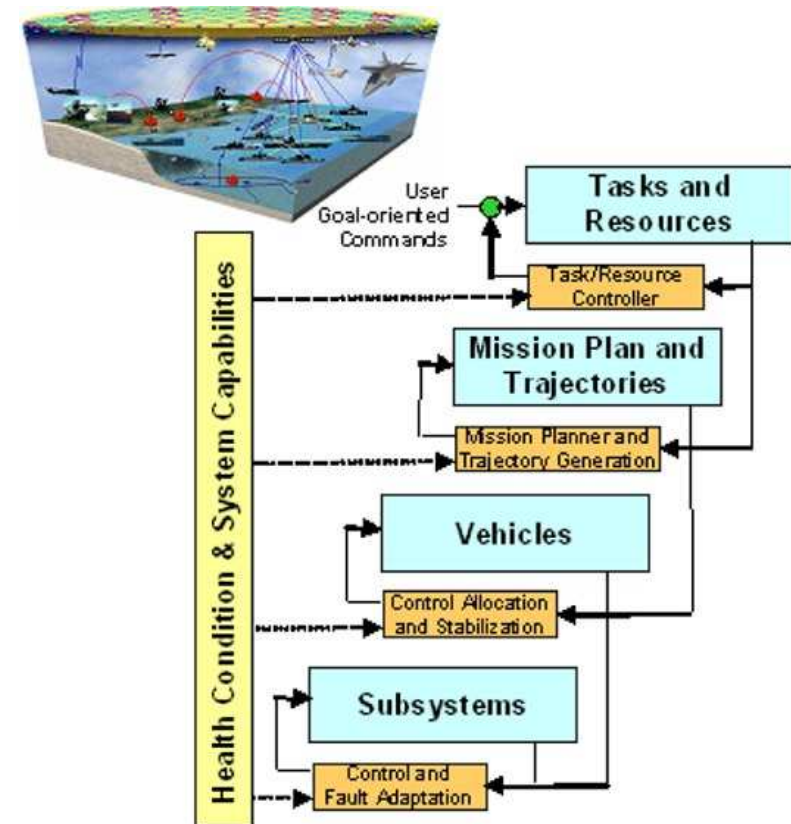 User
Goal-oriented
Commands
Tasks and
Resources
Task/Resource
Controller
Health Condition & System Capabilities
Mission Plan and
Trajectories
Mission Planner and
Trajectory Generation
Vehicles
Control Allocation
and Stabilization
Subsystems
Control and
Fault Adaptation